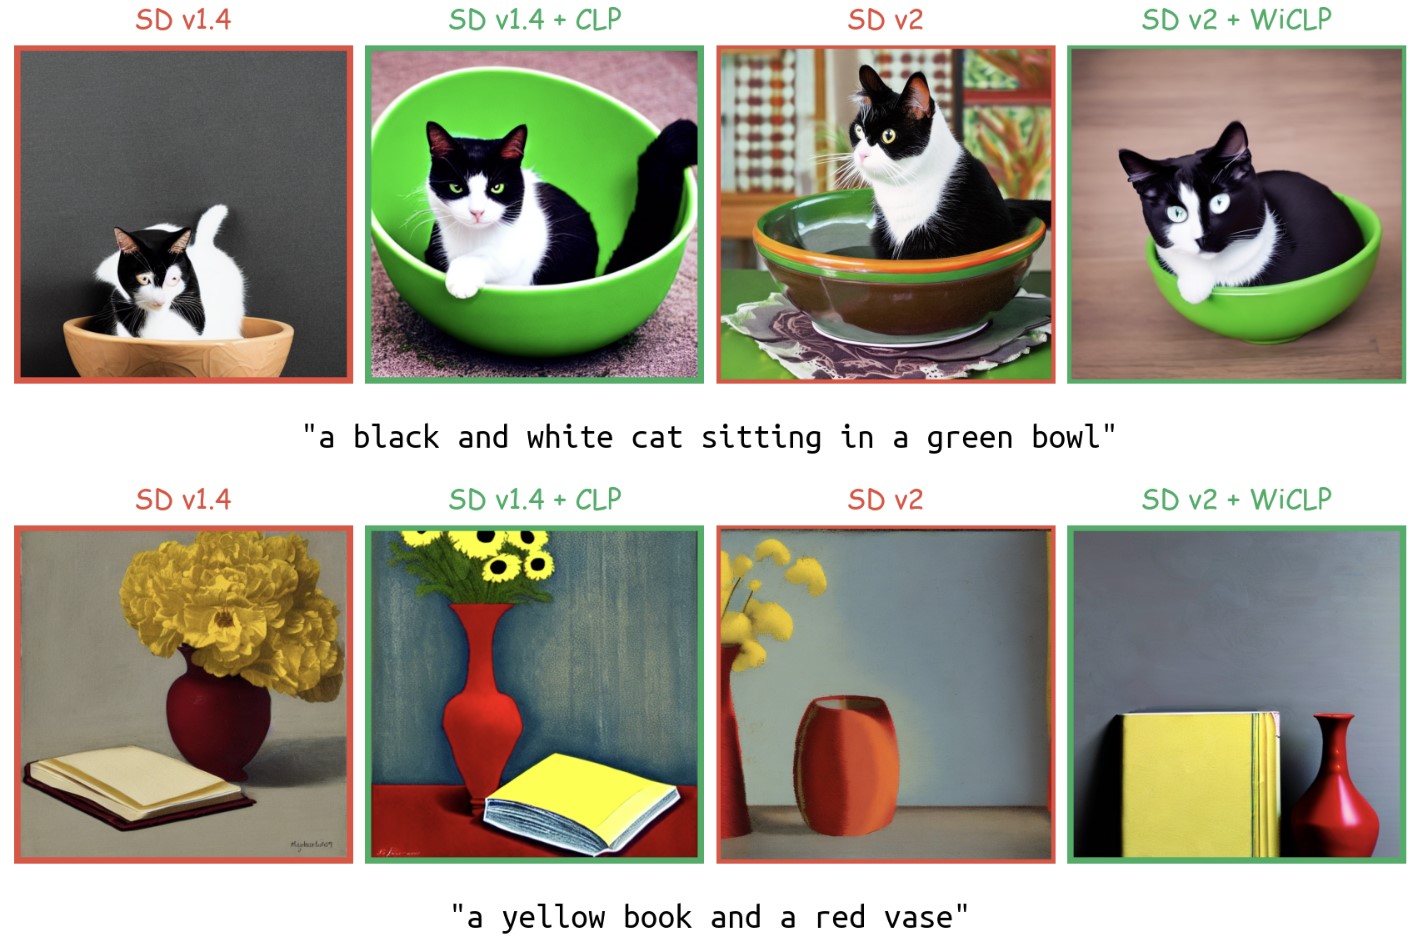 SD v1.4 SD v1.4 + CLP SD v2 SD v2 + WiCLP
"a black and white cat sitting in a green bowl"
SD v1.4 SD v1.4 + CLP SD v2 SD v2 + WiCLP
"a yellow book and a red vase"